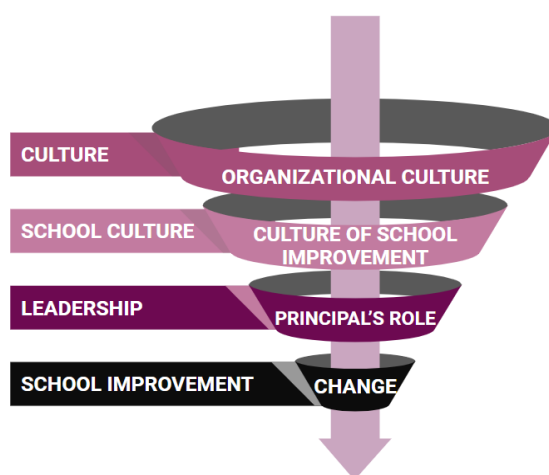 CULTURE
ORGANIZATIONAL CULTURE
SCHOOL CULTURE
CULTURE OF SCHOOL
IMPROVEMENT
LEADERSHIP
PRINCIPAL'S ROLE
SCHOOL IMPROVEMENT
CHANGE